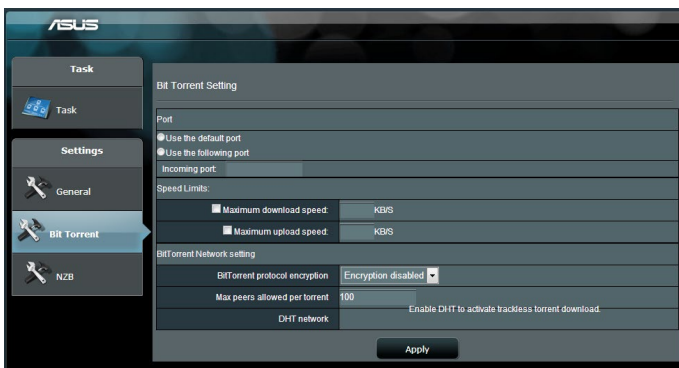 ASUS
Task
Task
Settings
General
Bit Torrent
NZB
Bit Torrent Setting
Port
Use the default port
Use the following port
Incoming port:
Speed Limits:
Maximum download speed: KB/S
Maximum upload speed: KB/S
BitTorrent Network setting
BitTorrent protocol encryption Encryption disabled
Max peers allowed per torrent 100
DHT network Enable DHT to activate trackless torrent download.
Apply